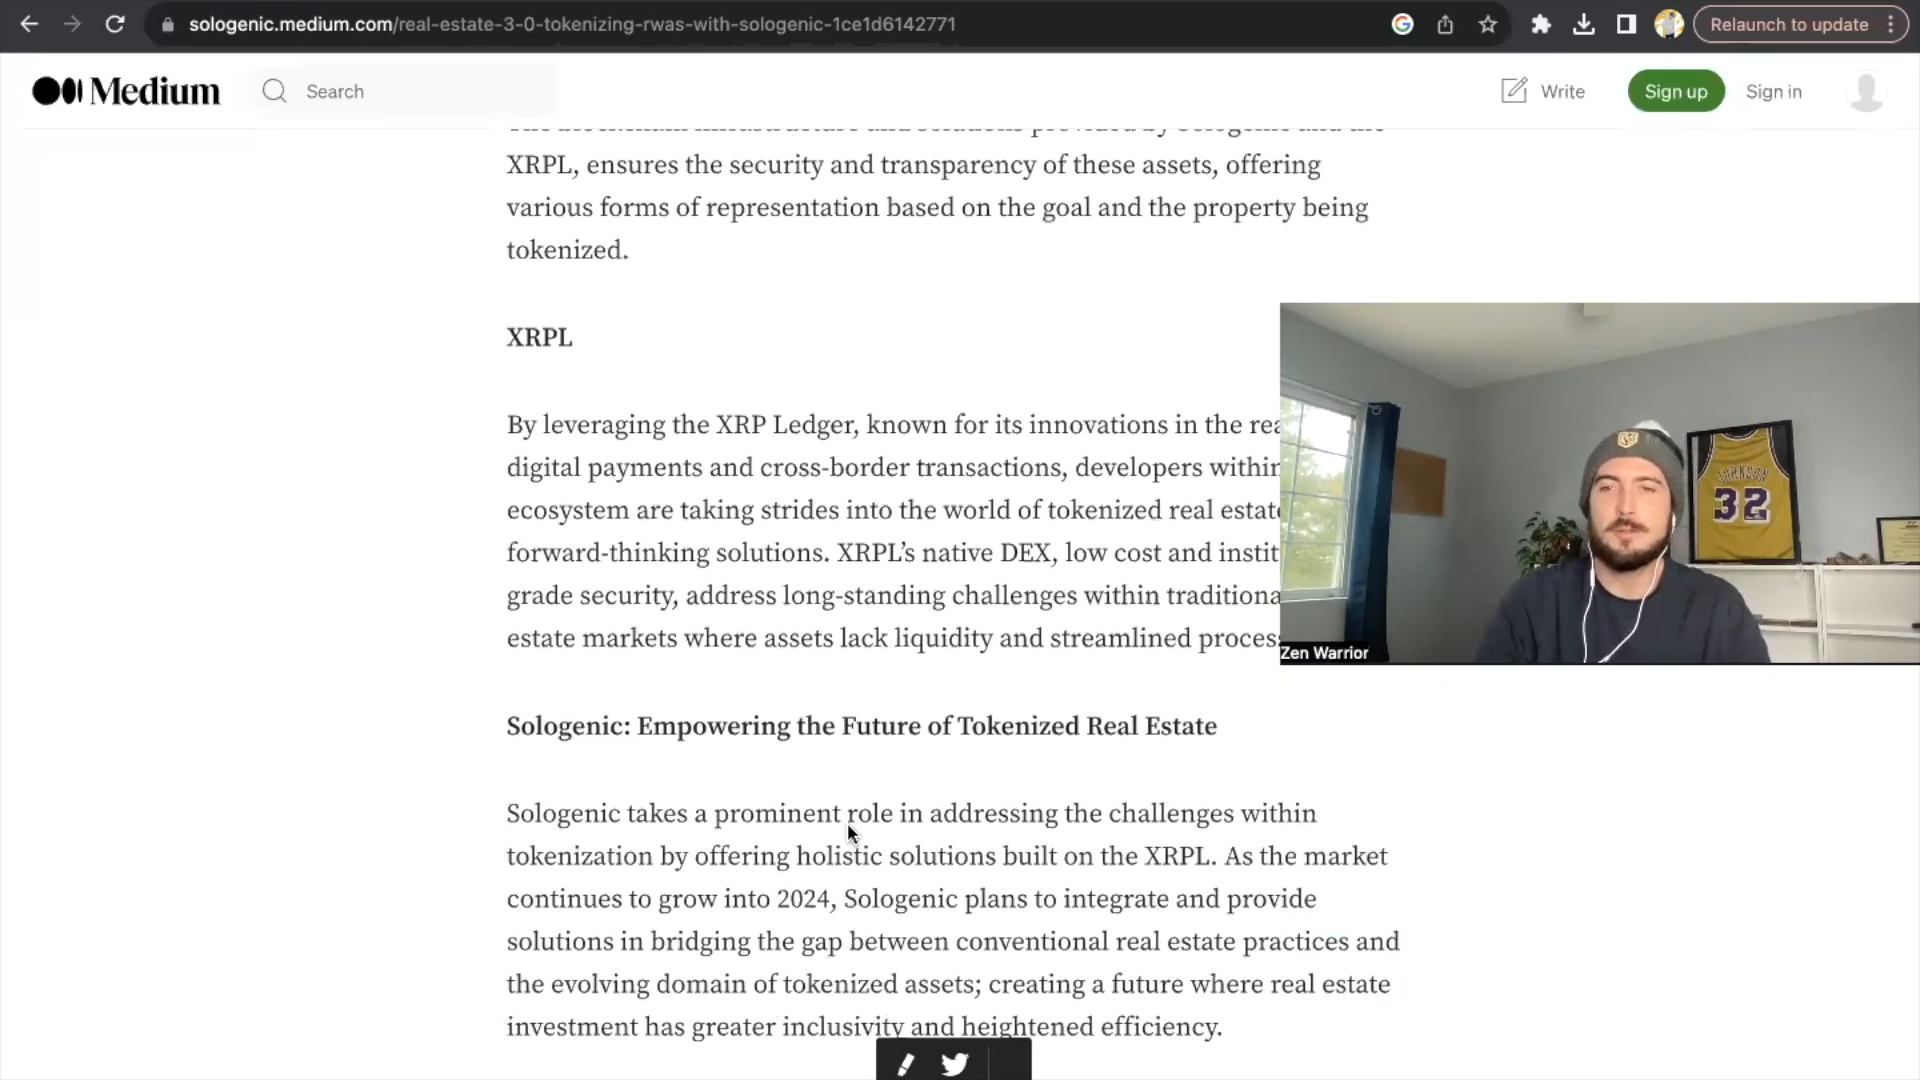 sologenic.medium.com/real-estate-3-0-tokenizing-rwas-with-sologenic-1ce1d6142771
Relaunch to update
Medium
Search
Write
Sign up
Sign in
XRPL, ensures the security and transparency of these assets, offering
various forms of representation based on the goal and the property being
tokenized.
XRPL
By leveraging the XRP Ledger, known for its innovations in the rea
digital payments and cross-border transactions, developers within
ecosystem are taking strides into the world of tokenized real estate
forward-thinking solutions. XRPL’s native DEX, low cost and instit
grade security, address long-standing challenges within traditiona
estate markets where assets lack liquidity and streamlined process
JOHNSON
32
Zen Warrior
Sologenic: Empowering the Future of Tokenized Real Estate
Sologenic takes a prominent role in addressing the challenges within
tokenization by offering holistic solutions built on the XRPL. As the market
continues to grow into 2024, Sologenic plans to integrate and provide
solutions in bridging the gap between conventional real estate practices and
the evolving domain of tokenized assets; creating a future where real estate
investment has greater inclusivity and heightened efficiency.